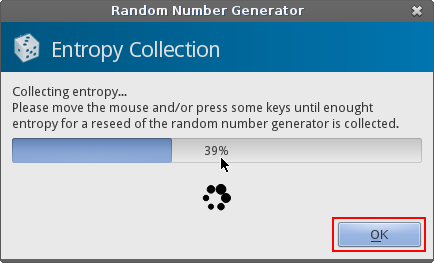 Random Number Generator
Entropy Collection
Collecting entropy...
Please move the mouse and/or press some keys until enought
entropy for a reseed of the random number generator is collected.
39%
OK